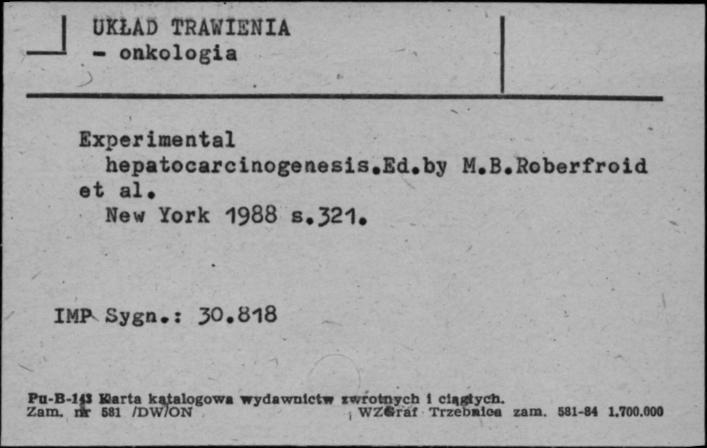 UKŁAD TRAWIENIA
- onkologia
Experimental
hepatocarcinogenesis.Ed.by M.B.Roberfroid
et al.
New York 1988 s.321.
IMP Sygn.: 30.818
Pu-B-143 Karta katalogowa wydawnictw zwrotnych i ciągłych.
Zam. nr 581 /DW/ON WZGraf Trzebnica zam. 581-84 1.700.000